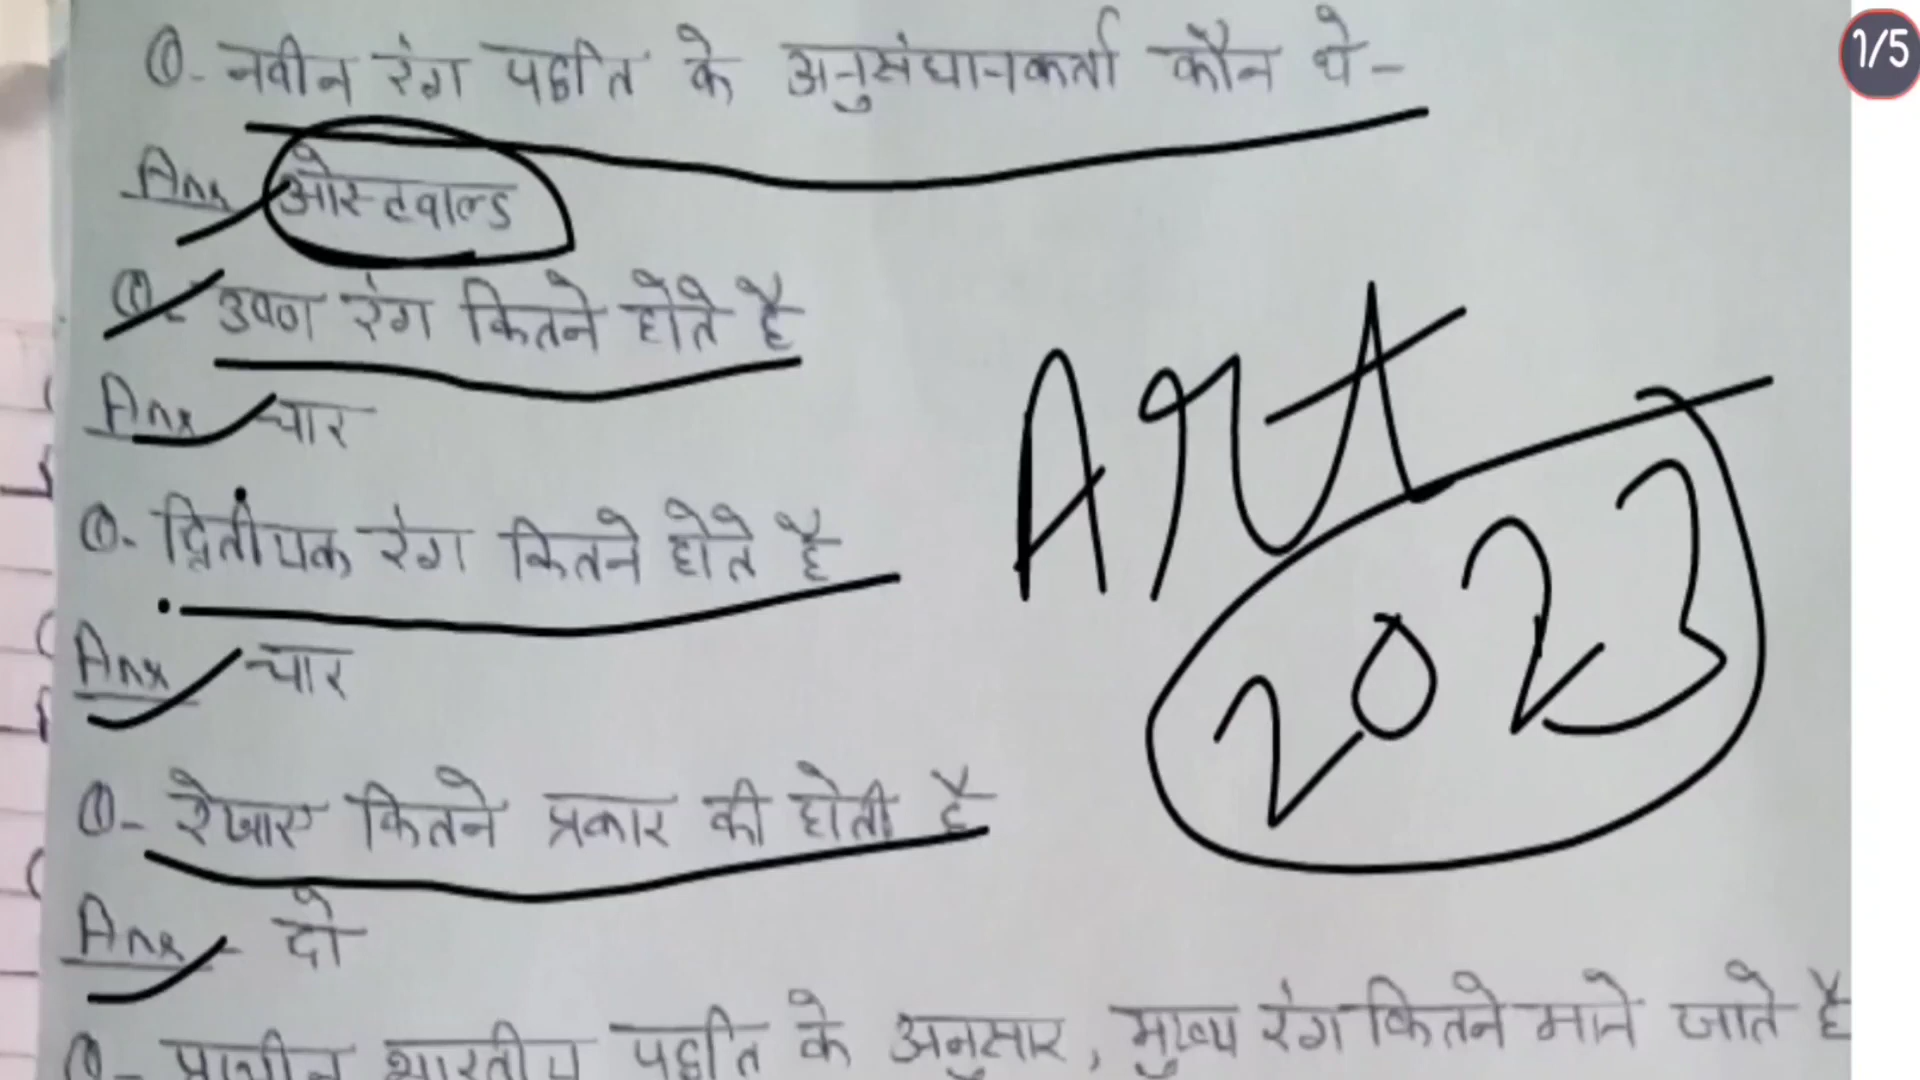 1/5
Q- नवीन रंग पद्धति के अनुसंधानकर्ता कौन थे-
Ans ओस्टवाल्ड
Q- उष्ण रंग कितने होते है
Ans चार
Art
2023
Q- द्वितीयक रंग कितने होते है
Ans चार
Q- रेखाए कितने प्रकार की होती है
Ans - दो
Q- प्राचीन भारतीय पद्धति के अनुसार, मुख्य रंग कितने माने जाते है